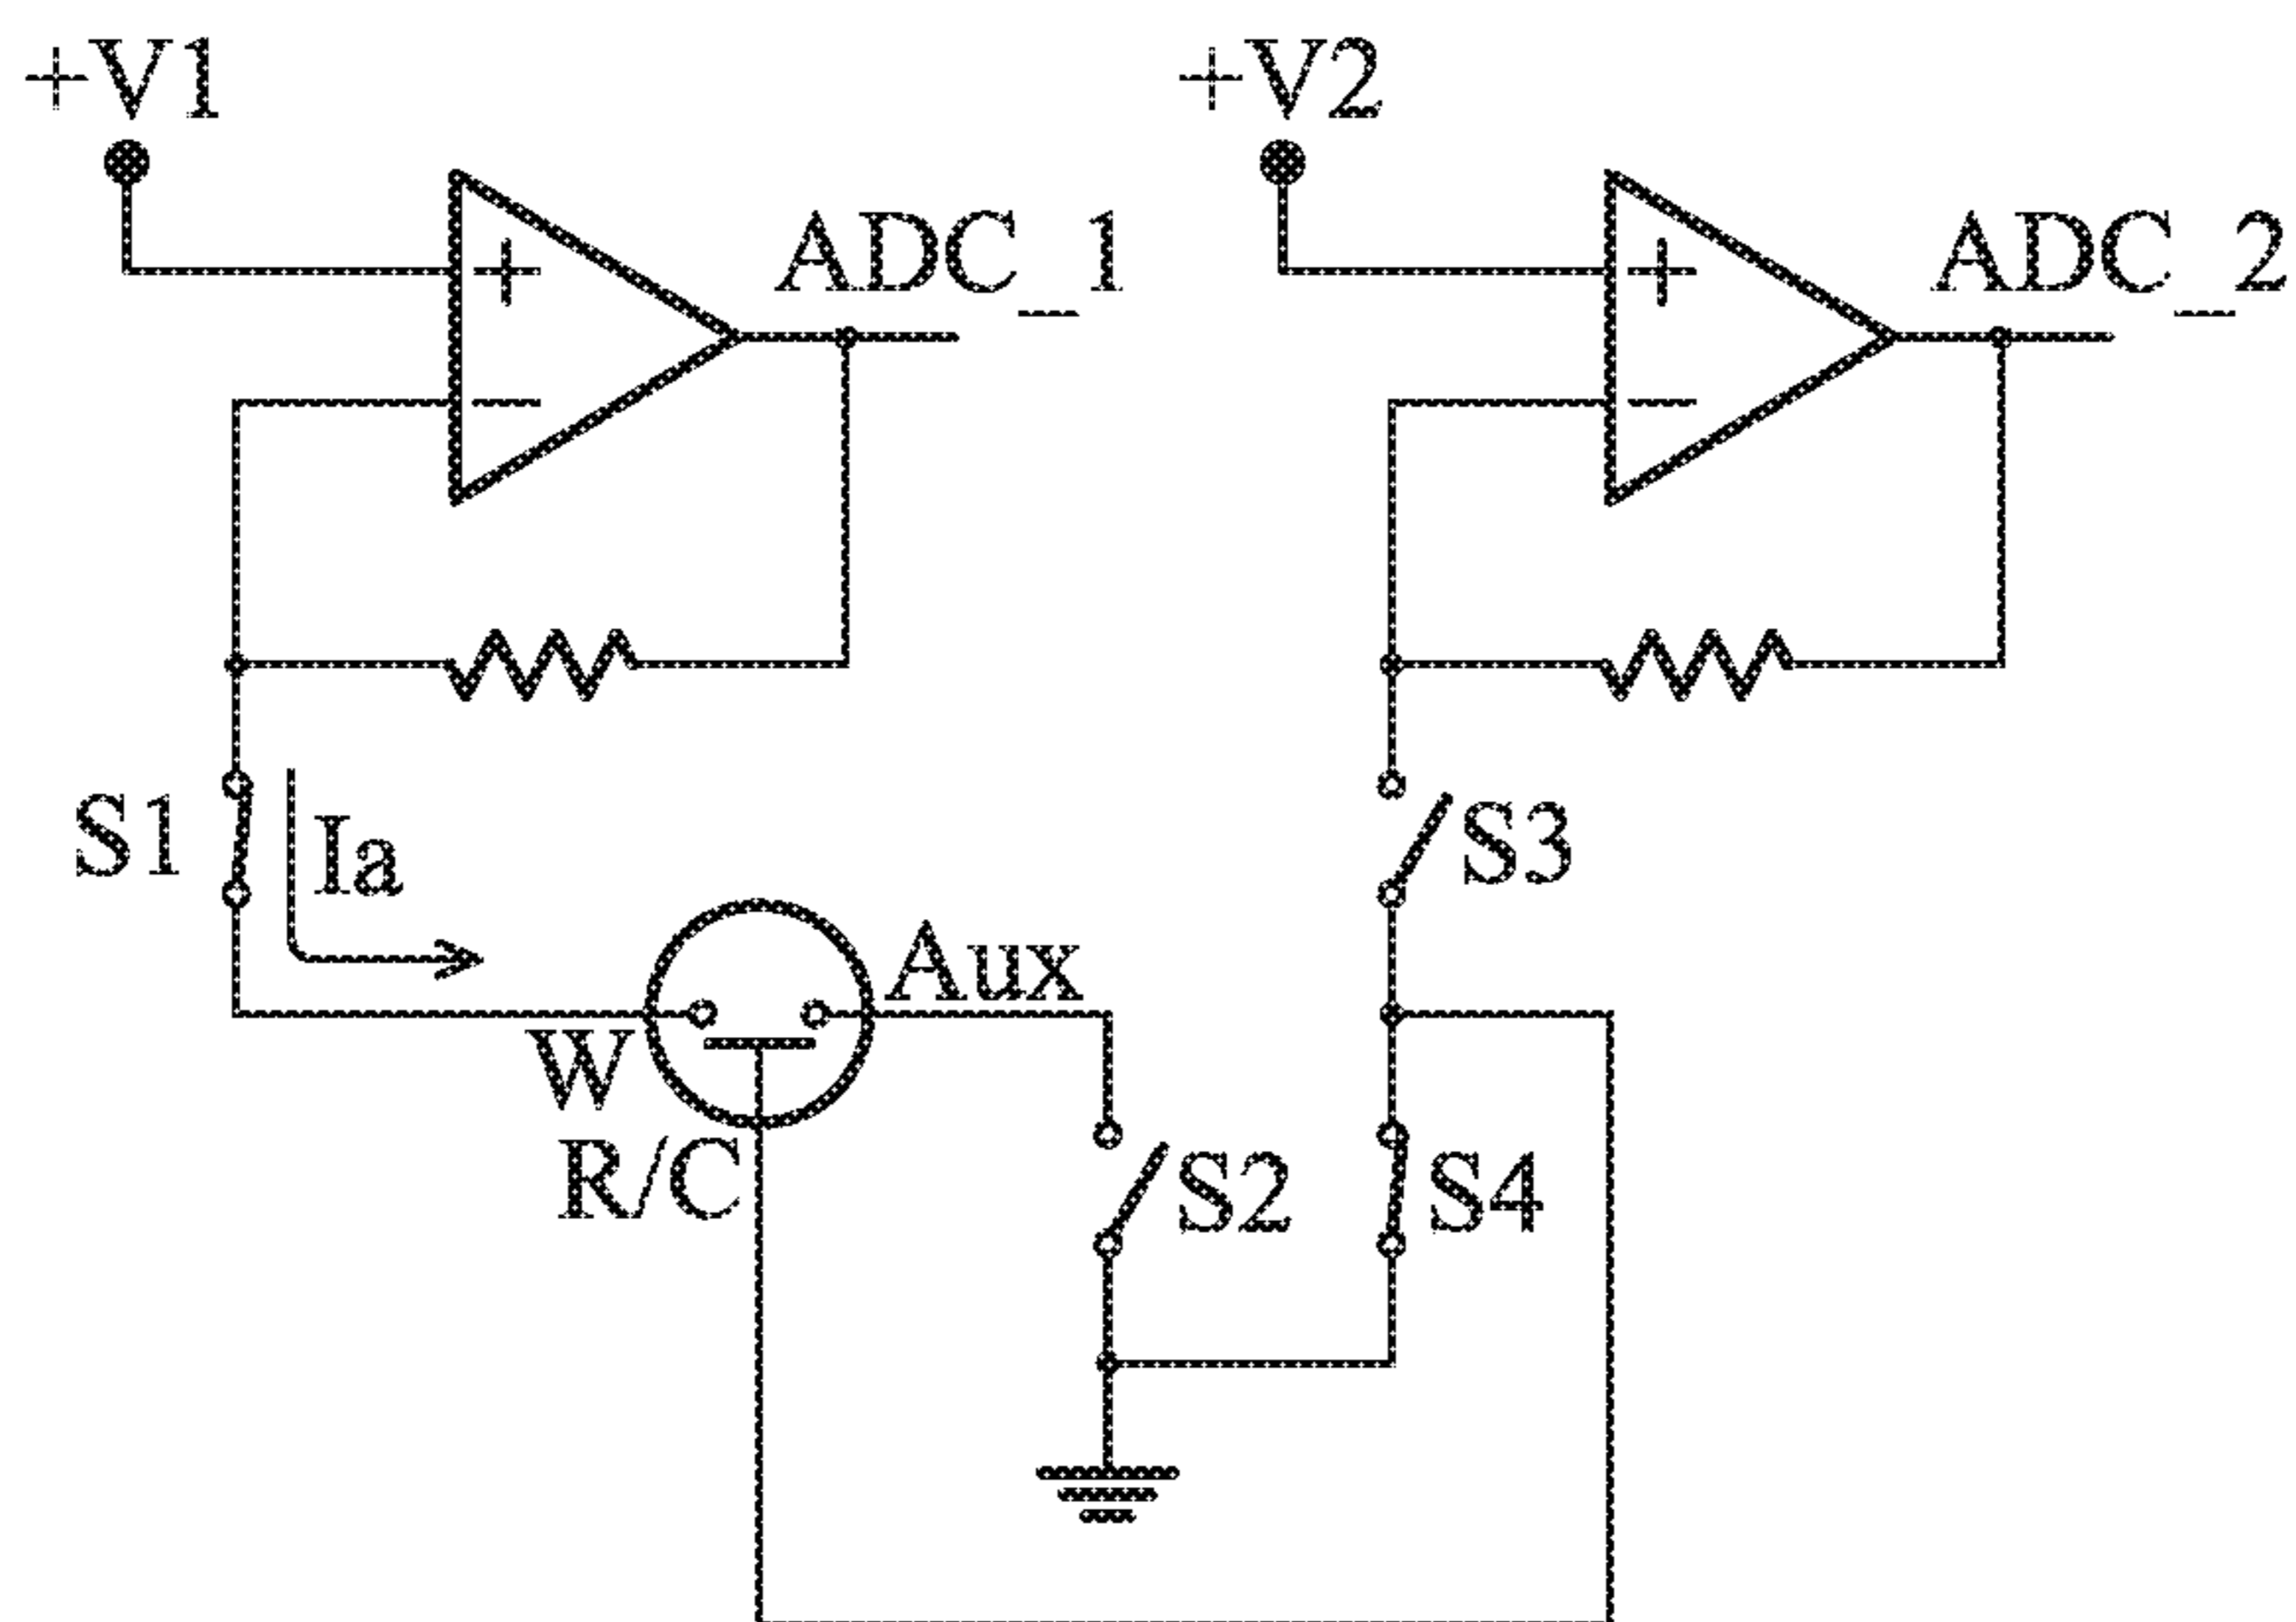 +V1
+V2
ADC_1
ADC_2
+
−
+
−
S1
Ia
S3
Aux
W
R/C
S2
S4